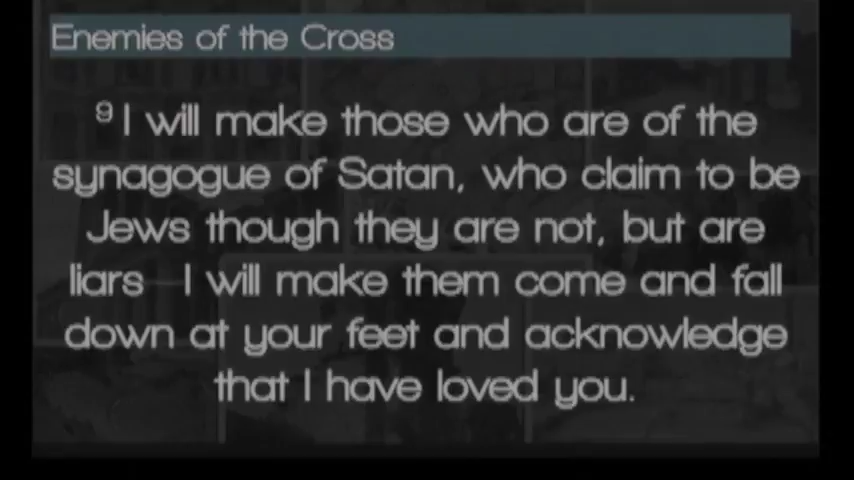 Enemies of the Cross
9 I will make those who are of the
synagogue of Satan, who claim to be
Jews though they are not, but are
liars I will make them come and fall
down at your feet and acknowledge
that I have loved you.